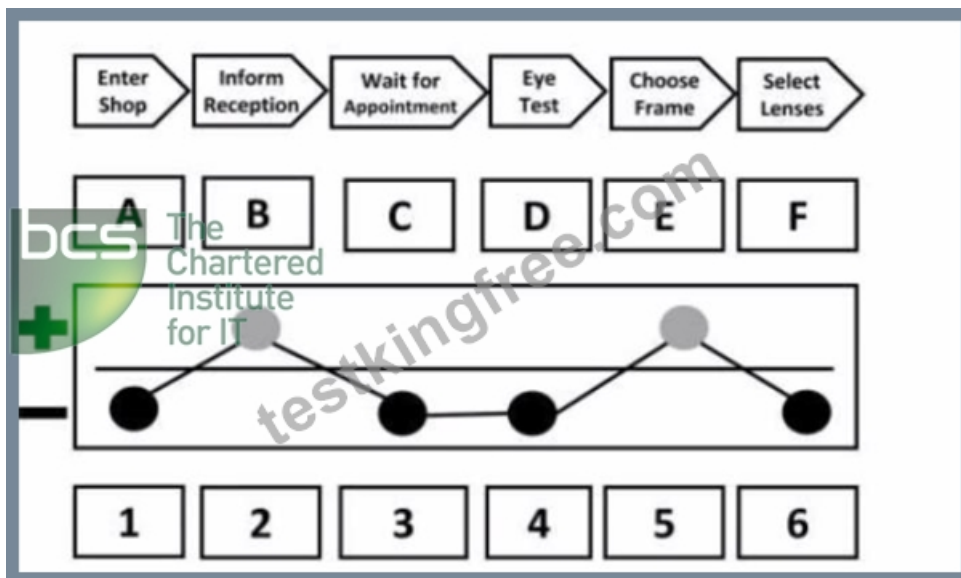 Enter
Shop
Inform
Reception
Wait for
Appointment
Eye
Test
Choose
Frame
Select
Lenses
A
B
C
D
E
F
bcs
The
Chartered
Institute
for IT
testkingfree.com
1
2
3
4
5
6